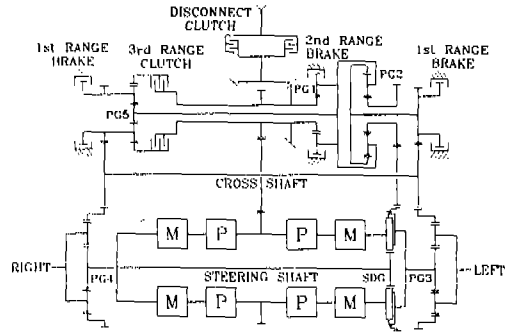 DISCONNECT
CLUTCH
1st RANGE
BRAKE
3rd RANGE
CLUTCH
2nd RANGE
BRAKE
1st RANGE
BRAKE
PG1
PG2
PG5
CROSS SHAFT
M P P M
RIGHT
PG4
STEERING SHAFT
SDG
PG3
LEFT
M P P M